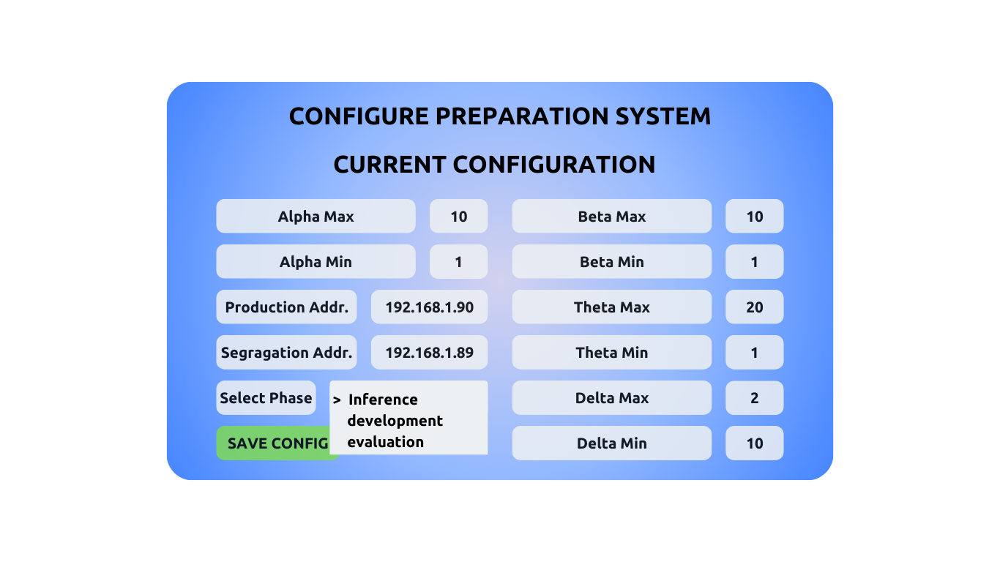 CONFIGURE PREPARATION SYSTEM
CURRENT CONFIGURATION
Alpha Max 10 Beta Max 10
Alpha Min 1 Beta Min 1
Production Addr. 192.168.1.90 Theta Max 20
Segragation Addr. 192.168.1.89 Theta Min 1
Select Phase > Inference Delta Max 2
development
evaluation
SAVE CONFIG Delta Min 10